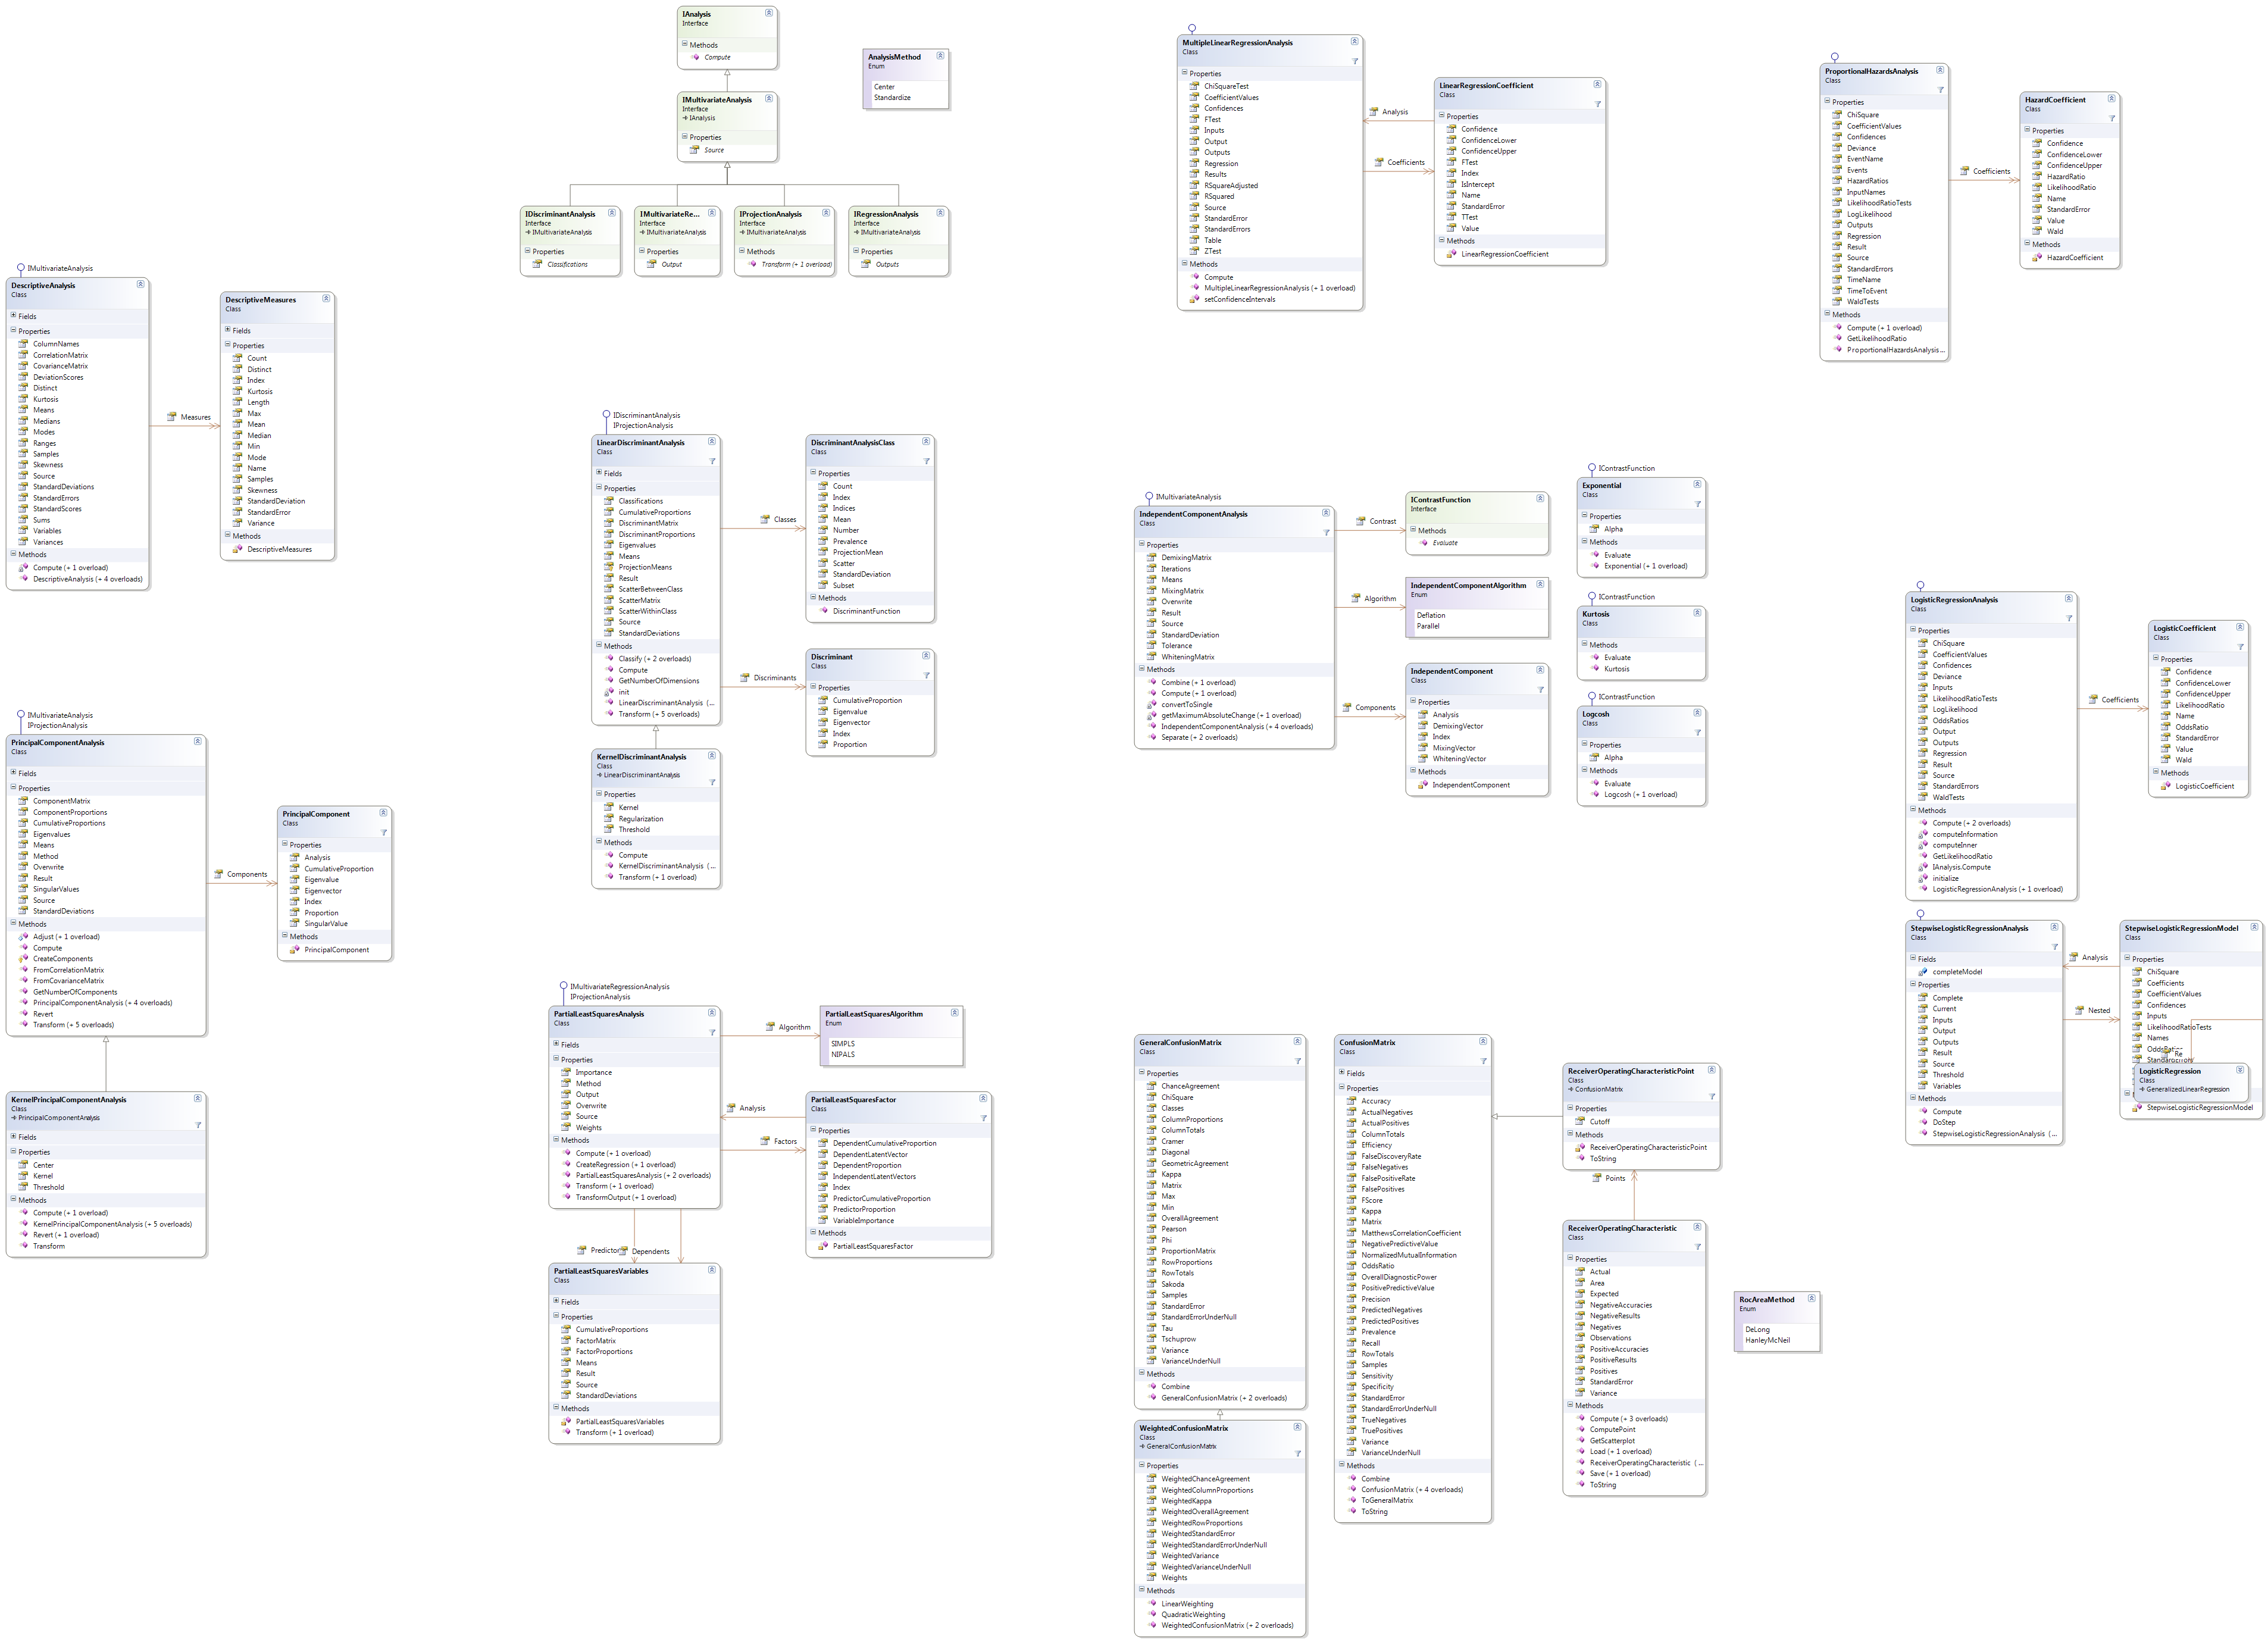 IAnalysis
Interface
Methods
Compute
IMultivariateAnalysis
Interface
IAnalysis
Properties
Source
AnalysisMethod
Enum
Center
Standardize
IDiscriminantAnalysis
Interface
IMultivariateAnalysis
Properties
Classifications
IMultivariateRe...
Interface
IMultivariateAnalysis
Properties
Output
IProjectionAnalysis
Interface
IMultivariateAnalysis
Methods
Transform (+ 1 overload)
IRegressionAnalysis
Interface
IMultivariateAnalysis
Properties
Outputs
MultipleLinearRegressionAnalysis
Class
Properties
ChiSquareTest
CoefficientValues
Confidences
FTest
Inputs
Output
Outputs
Regression
Results
RSquareAdjusted
RSquared
Source
StandardError
StandardErrors
Table
ZTest
Methods
Compute
MultipleLinearRegressionAnalysis (+ 1 overload)
setConfidenceIntervals
Analysis
Coefficients
LinearRegressionCoefficient
Class
Properties
Confidence
ConfidenceLower
ConfidenceUpper
FTest
Index
IsIntercept
Name
StandardError
TTest
Value
Methods
LinearRegressionCoefficient
ProportionalHazardsAnalysis
Class
Properties
ChiSquare
CoefficientValues
Confidences
Deviance
EventName
Events
HazardRatios
InputNames
LikelihoodRatioTests
LogLikelihood
Outputs
Regression
Result
Source
StandardErrors
TimeName
TimeToEvent
WaldTests
Methods
Compute (+ 1 overload)
GetLikelihoodRatio
ProportionalHazardsAnalysis ...
Coefficients
HazardCoefficient
Class
Properties
Confidence
ConfidenceLower
ConfidenceUpper
HazardRatio
LikelihoodRatio
Name
StandardError
Value
Wald
Methods
HazardCoefficient
IMultivariateAnalysis
DescriptiveAnalysis
Class
Fields
Properties
ColumnNames
CorrelationMatrix
CovarianceMatrix
DeviationScores
Distinct
Kurtosis
Means
Medians
Modes
Ranges
Samples
Skewness
Source
StandardDeviations
StandardErrors
StandardScores
Sums
Variables
Variances
Methods
Compute (+ 1 overload)
DescriptiveAnalysis (+ 4 overloads)
Measures
DescriptiveMeasures
Class
Fields
Properties
Count
Distinct
Index
Kurtosis
Length
Max
Mean
Median
Min
Mode
Name
Samples
Skewness
StandardDeviation
StandardError
Variance
Methods
DescriptiveMeasures
IDiscriminantAnalysis
IProjectionAnalysis
LinearDiscriminantAnalysis
Class
Fields
Properties
Classifications
CumulativeProportions
DiscriminantMatrix
DiscriminantProportions
Eigenvalues
Means
ProjectionMeans
Result
ScatterBetweenClass
ScatterMatrix
ScatterWithinClass
Source
StandardDeviations
Methods
Classify (+ 2 overloads)
Compute
GetNumberOfDimensions
init
LinearDiscriminantAnalysis (...
Transform (+ 5 overloads)
Classes
Discriminants
DiscriminantAnalysisClass
Class
Properties
Count
Index
Indices
Mean
Number
Prevalence
ProjectionMean
Scatter
StandardDeviation
Subset
Methods
DiscriminantFunction
Discriminant
Class
Properties
CumulativeProportion
Eigenvalue
Eigenvector
Index
Proportion
KernelDiscriminantAnalysis
Class
LinearDiscriminantAnalysis
Properties
Kernel
Regularization
Threshold
Methods
Compute
KernelDiscriminantAnalysis (...
Transform (+ 1 overload)
IMultivariateAnalysis
IndependentComponentAnalysis
Class
Properties
DemixingMatrix
Iterations
Means
MixingMatrix
Overwrite
Result
Source
StandardDeviation
Tolerance
WhiteningMatrix
Methods
Combine (+ 1 overload)
Compute (+ 1 overload)
convertToSingle
getMaximumAbsoluteChange (+ 1 overload)
IndependentComponentAnalysis (+ 4 overloads)
Separate (+ 2 overloads)
Contrast
Algorithm
Components
IContrastFunction
Interface
Methods
Evaluate
IndependentComponentAlgorithm
Enum
Deflation
Parallel
IndependentComponent
Class
Properties
Analysis
DemixingVector
Index
MixingVector
WhiteningVector
Methods
IndependentComponent
IContrastFunction
Exponential
Class
Properties
Alpha
Methods
Evaluate
Exponential (+ 1 overload)
IContrastFunction
Kurtosis
Class
Methods
Evaluate
Kurtosis
IContrastFunction
Logcosh
Class
Properties
Alpha
Methods
Evaluate
Logcosh (+ 1 overload)
LogisticRegressionAnalysis
Class
Properties
ChiSquare
CoefficientValues
Confidences
Deviance
Inputs
LikelihoodRatioTests
LogLikelihood
OddsRatios
Output
Outputs
Regression
Result
Source
StandardErrors
WaldTests
Methods
Compute (+ 2 overloads)
computeInformation
computeInner
GetLikelihoodRatio
IAnalysis.Compute
initialize
LogisticRegressionAnalysis (+ 1 overload)
Coefficients
LogisticCoefficient
Class
Properties
Confidence
ConfidenceLower
ConfidenceUpper
LikelihoodRatio
Name
OddsRatio
StandardError
Value
Wald
Methods
LogisticCoefficient
IMultivariateAnalysis
IProjectionAnalysis
PrincipalComponentAnalysis
Class
Fields
Properties
ComponentMatrix
ComponentProportions
CumulativeProportions
Eigenvalues
Means
Method
Overwrite
Result
SingularValues
Source
StandardDeviations
Methods
Adjust (+ 1 overload)
Compute
CreateComponents
FromCorrelationMatrix
FromCovarianceMatrix
GetNumberOfComponents
PrincipalComponentAnalysis (+ 4 overloads)
Revert
Transform (+ 5 overloads)
Components
PrincipalComponent
Class
Properties
Analysis
CumulativeProportion
Eigenvalue
Eigenvector
Index
Proportion
SingularValue
Methods
PrincipalComponent
KernelPrincipalComponentAnalysis
Class
PrincipalComponentAnalysis
Fields
Properties
Center
Kernel
Threshold
Methods
Compute (+ 1 overload)
KernelPrincipalComponentAnalysis (+ 5 overloads)
Revert (+ 1 overload)
Transform
IMultivariateRegressionAnalysis
IProjectionAnalysis
PartialLeastSquaresAnalysis
Class
Fields
Properties
Importance
Method
Output
Overwrite
Source
Weights
Methods
Compute (+ 1 overload)
CreateRegression (+ 1 overload)
PartialLeastSquaresAnalysis (+ 2 overloads)
Transform (+ 1 overload)
TransformOutput (+ 1 overload)
Algorithm
Analysis
Factors
Predictor
Dependents
PartialLeastSquaresAlgorithm
Enum
SIMPLS
NIPALS
PartialLeastSquaresFactor
Class
Properties
DependentCumulativeProportion
DependentLatentVector
DependentProportion
IndependentLatentVectors
Index
PredictorCumulativeProportion
PredictorProportion
VariableImportance
Methods
PartialLeastSquaresFactor
PartialLeastSquaresVariables
Class
Fields
Properties
CumulativeProportions
FactorMatrix
FactorProportions
Means
Result
Source
StandardDeviations
Methods
PartialLeastSquaresVariables
Transform (+ 1 overload)
GeneralConfusionMatrix
Class
Properties
ChanceAgreement
ChiSquare
Classes
ColumnProportions
ColumnTotals
Cramer
Diagonal
GeometricAgreement
Kappa
Matrix
Max
Min
OverallAgreement
Pearson
Phi
ProportionMatrix
RowProportions
RowTotals
Sakoda
Samples
StandardError
StandardErrorUnderNull
Tau
Tschuprow
Variance
VarianceUnderNull
Methods
Combine
GeneralConfusionMatrix (+ 2 overloads)
WeightedConfusionMatrix
Class
GeneralConfusionMatrix
Properties
WeightedChanceAgreement
WeightedColumnProportions
WeightedKappa
WeightedOverallAgreement
WeightedRowProportions
WeightedStandardError
WeightedStandardErrorUnderNull
WeightedVariance
WeightedVarianceUnderNull
Weights
Methods
LinearWeighting
QuadraticWeighting
WeightedConfusionMatrix (+ 2 overloads)
ConfusionMatrix
Class
Fields
Properties
Accuracy
ActualNegatives
ActualPositives
ColumnTotals
Efficiency
FalseDiscoveryRate
FalseNegatives
FalsePositiveRate
FalsePositives
FScore
Kappa
Matrix
MatthewsCorrelationCoefficient
NegativePredictiveValue
NormalizedMutualInformation
OddsRatio
OverallDiagnosticPower
PositivePredictiveValue
Precision
PredictedNegatives
PredictedPositives
Prevalence
Recall
RowTotals
Samples
Sensitivity
Specificity
StandardError
StandardErrorUnderNull
TrueNegatives
TruePositives
Variance
VarianceUnderNull
Methods
Combine
ConfusionMatrix (+ 4 overloads)
ToGeneralMatrix
ToString
ReceiverOperatingCharacteristicPoint
Class
ConfusionMatrix
Properties
Cutoff
Methods
ReceiverOperatingCharacteristicPoint
ToString
Points
ReceiverOperatingCharacteristic
Class
Properties
Actual
Area
Expected
NegativeAccuracies
NegativeResults
Negatives
Observations
PositiveAccuracies
PositiveResults
Positives
StandardError
Variance
Methods
Compute (+ 3 overloads)
ComputePoint
GetScatterplot
Load (+ 1 overload)
ReceiverOperatingCharacteristic (...
Save (+ 1 overload)
ToString
RocAreaMethod
Enum
DeLong
HanleyMcNeil
StepwiseLogisticRegressionAnalysis
Class
Fields
completeModel
Properties
Complete
Current
Inputs
Output
Outputs
Result
Source
Threshold
Variables
Methods
Compute
DoStep
StepwiseLogisticRegressionAnalysis (...
Analysis
Nested
StepwiseLogisticRegressionModel
Class
Properties
ChiSquare
Coefficients
CoefficientValues
Confidences
Inputs
LikelihoodRatioTests
Names
Re
LogisticRegression
Class
GeneralizedLinearRegression
StepwiseLogisticRegressionModel